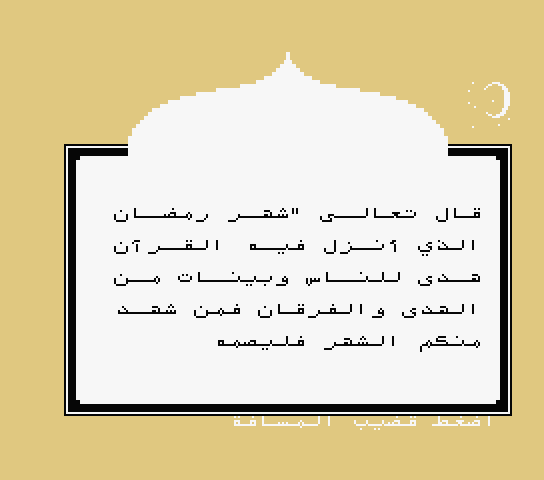 قال تعالى "شهر رمضان
الذي أنزل فيه القرآن
هدى للناس وبينات من
الهدى والفرقان فمن شهد
منكم الشهر فليصمه
اضغط قضيب المسافة